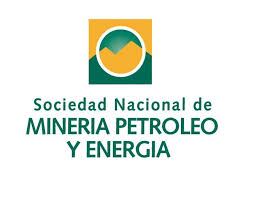 Sociedad Nacional de
MINERIA PETROLEO
Y ENERGIA